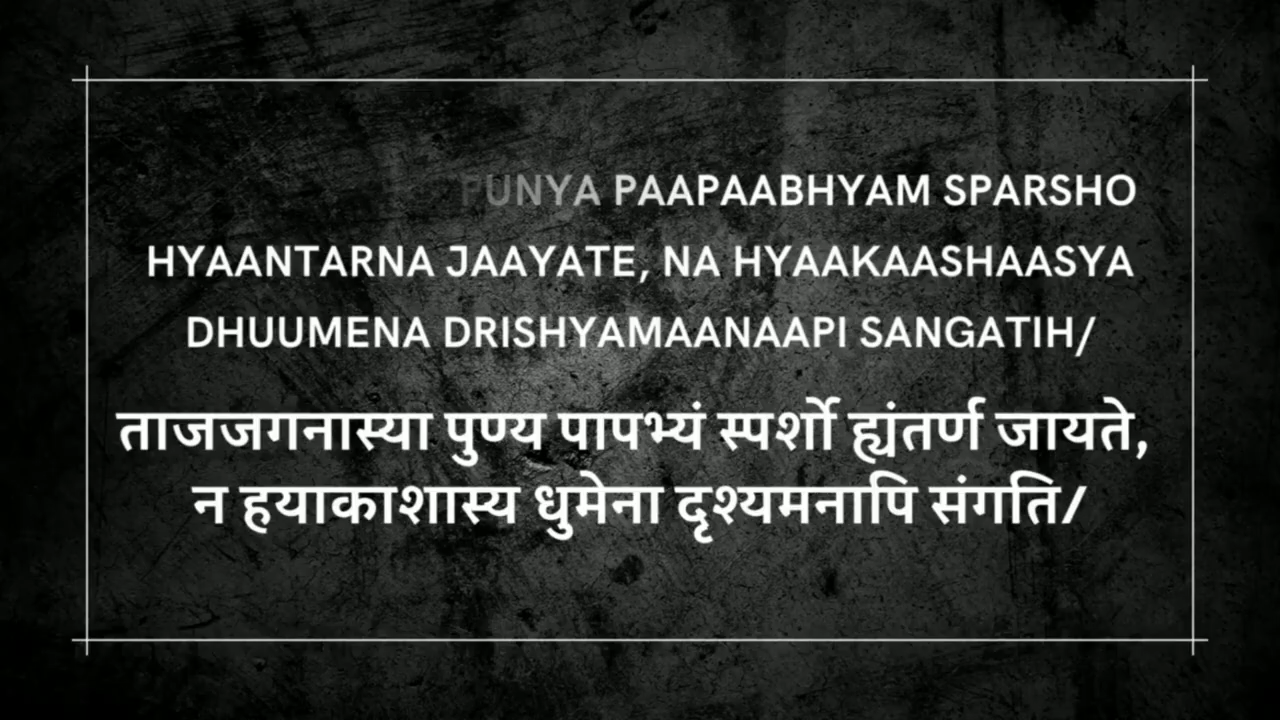 PUNYA PAAPAABHYAM SPARSHO
HYAANTARNA JAAYATE, NA HYAAKAASHAASYA
DHUUMENA DRISHYAMAANAAPI SANGATIH/
ताजजगनास्या पुण्य पापभ्यं स्पर्शो ह्यंतर्ण जायते,
न हयाकाशास्य धुमेना दृश्यमनापि संगति/